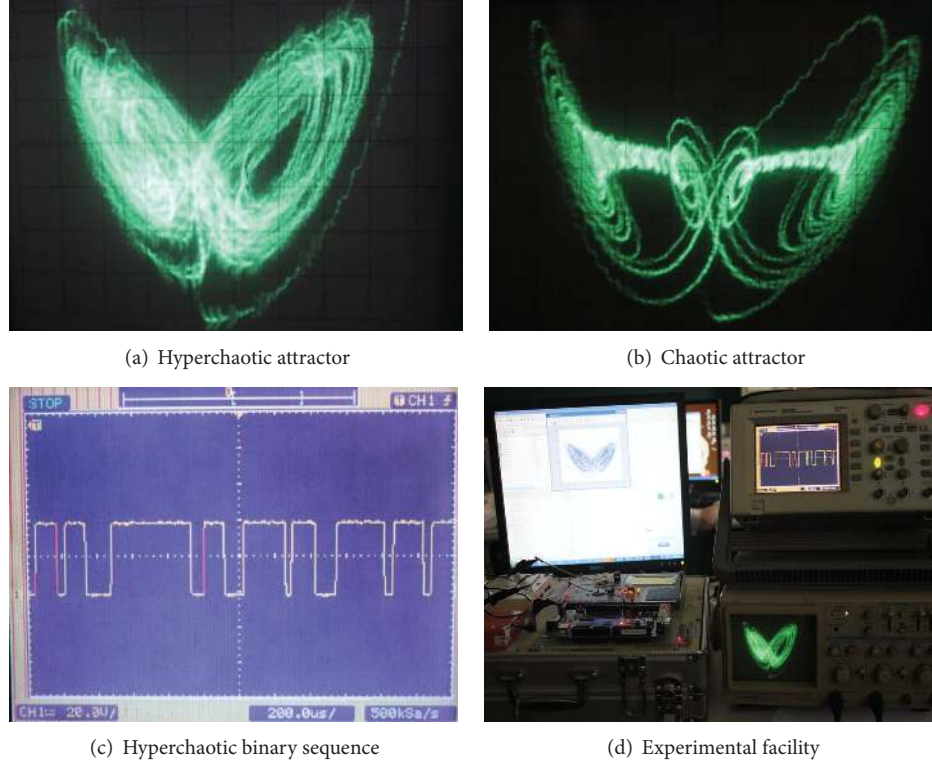 (a) Hyperchaotic attractor
(b) Chaotic attractor
STOP
CH1
CH1
20.0V/
200.0us/
500kSa/s
(c) Hyperchaotic binary sequence
(d) Experimental facility